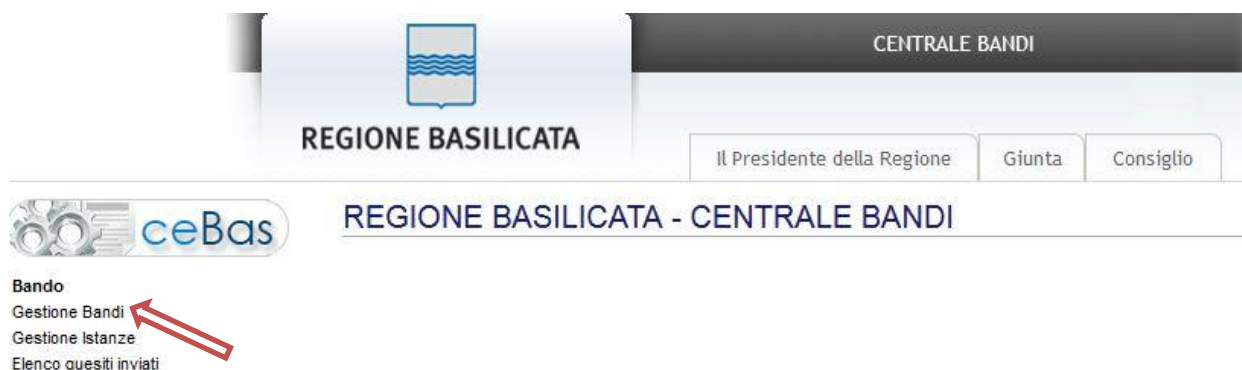 CENTRALE BANDI
REGIONE BASILICATA
Il Presidente della Regione Giunta Consiglio
ceBas
REGIONE BASILICATA - CENTRALE BANDI
Bando
Gestione Bandi
Gestione Istanze
Elenco quesiti inviati